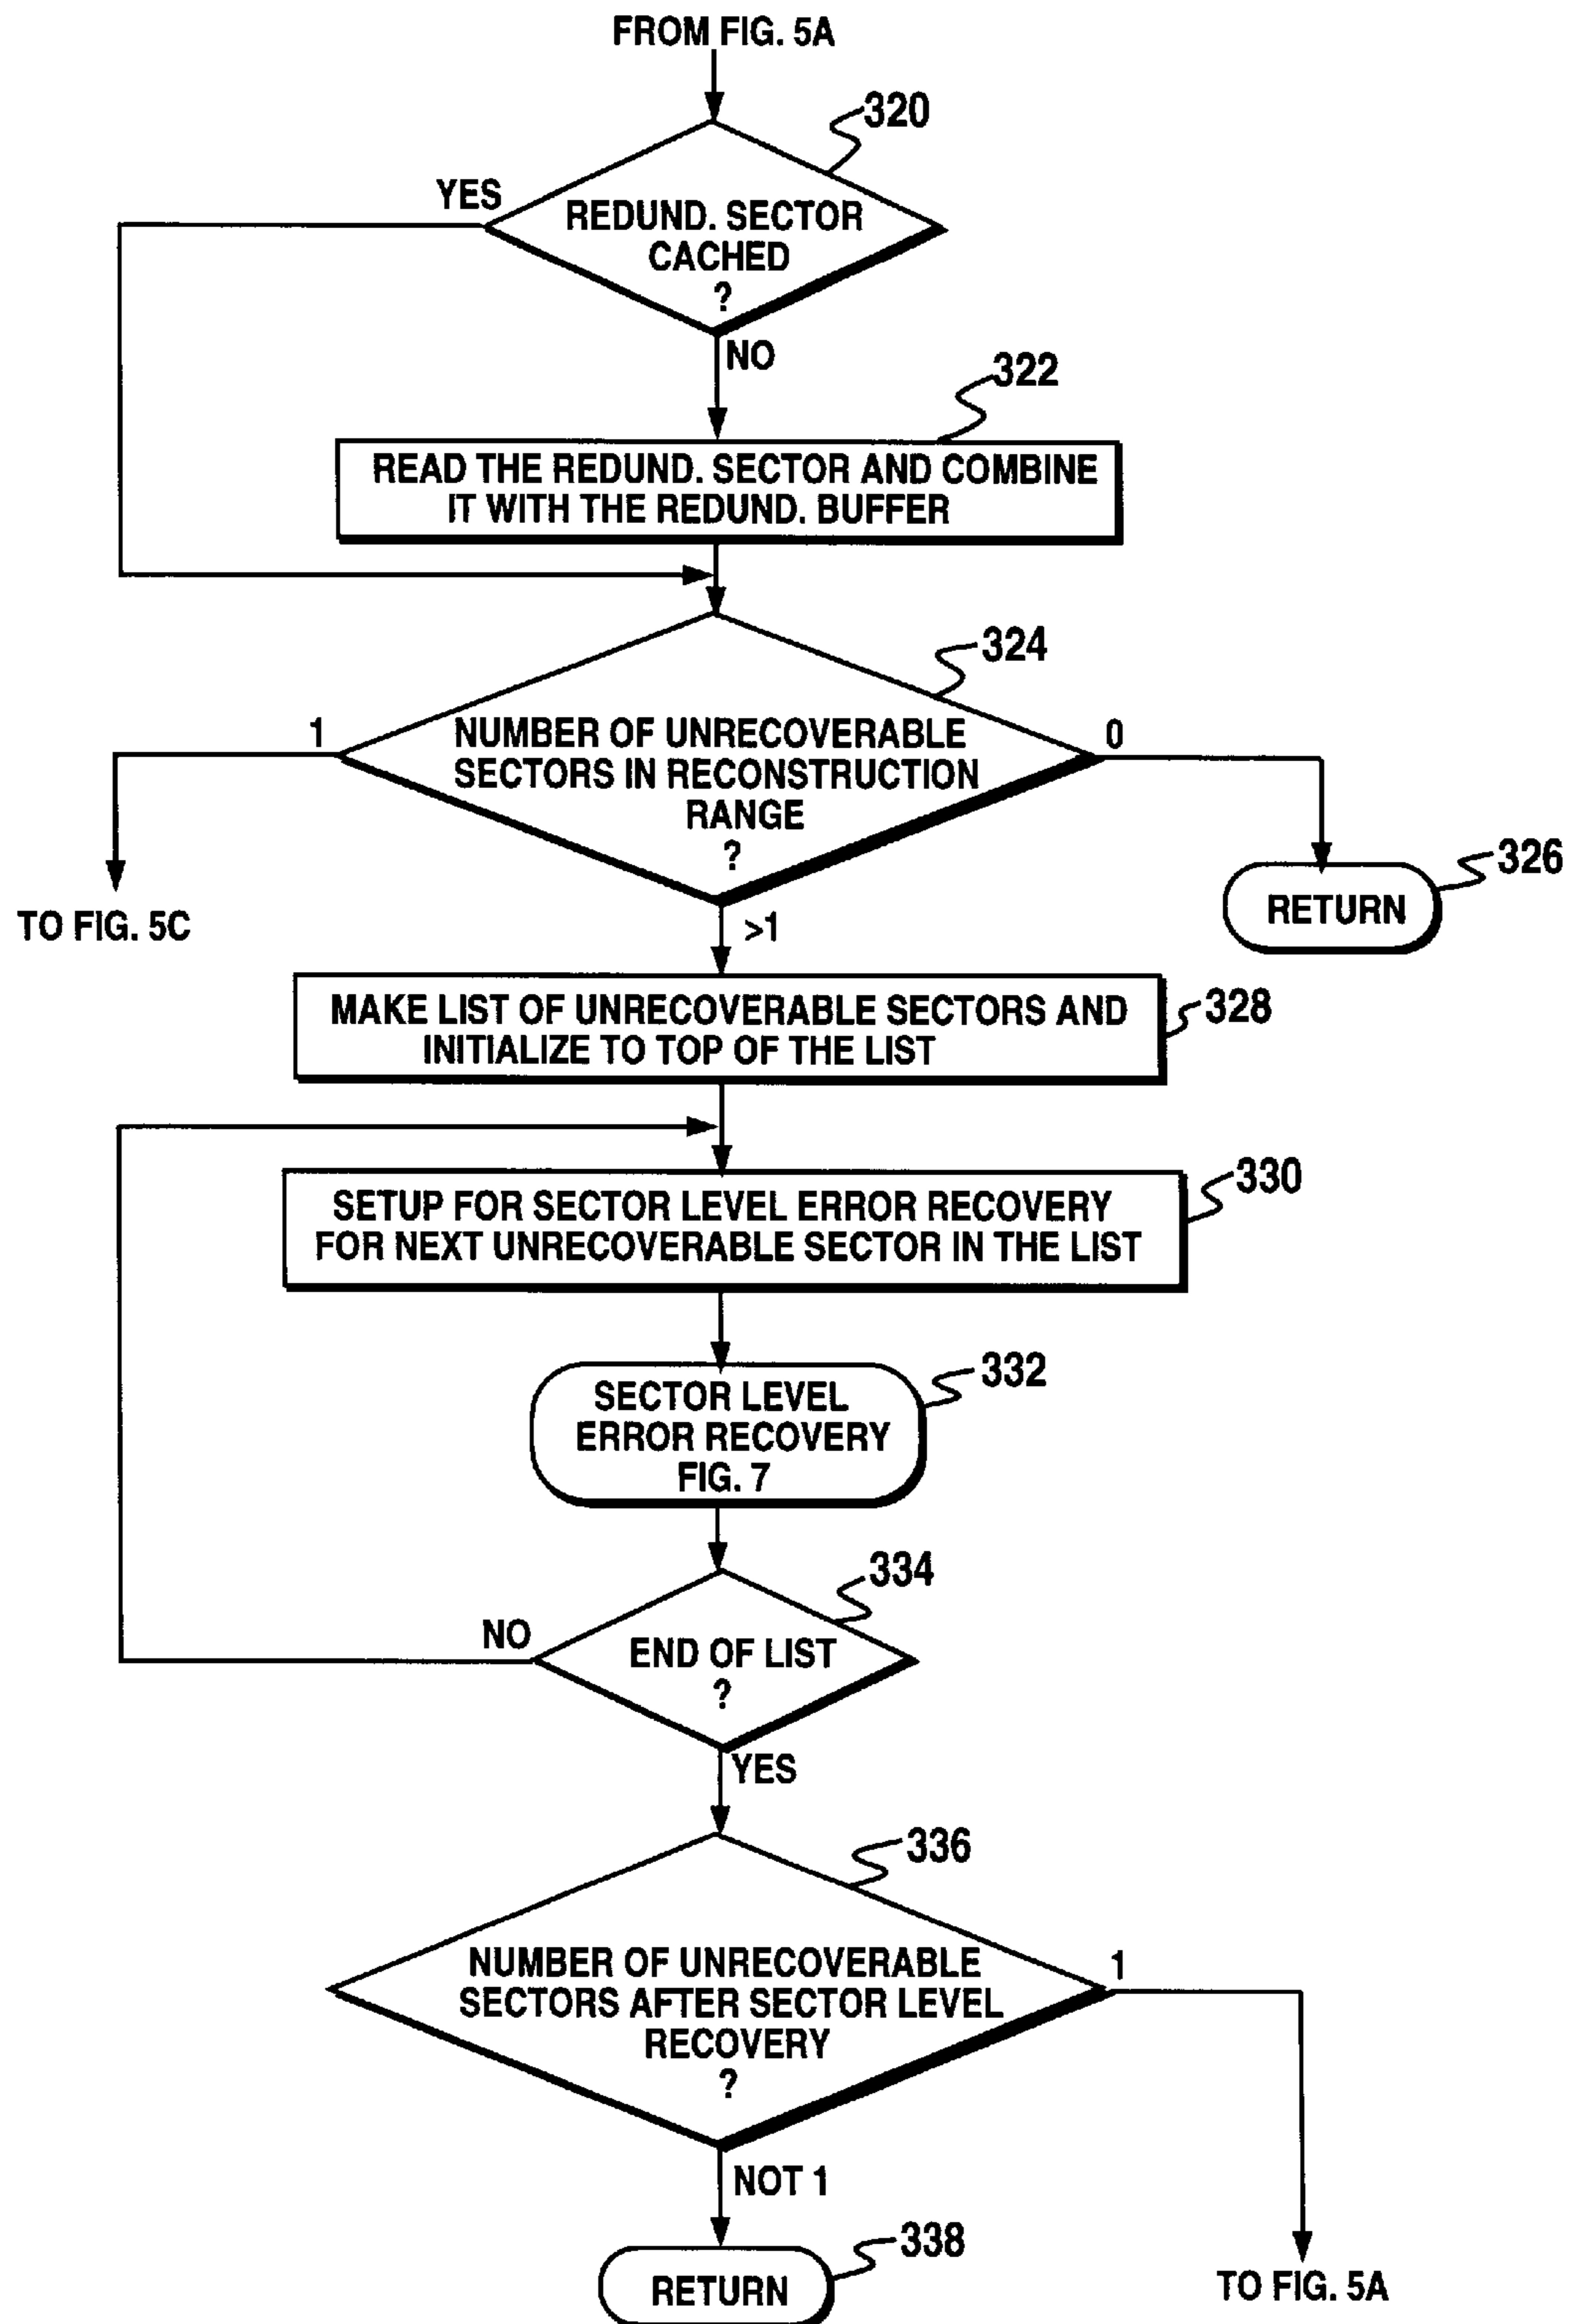 FROM FIG. 5A
320
YES
REDUND. SECTOR
CACHED
?
NO
322
READ THE REDUND. SECTOR AND COMBINE
IT WITH THE REDUND. BUFFER
324
1
NUMBER OF UNRECOVERABLE
SECTORS IN RECONSTRUCTION
RANGE
?
0
326
RETURN
TO FIG. 5C
>1
MAKE LIST OF UNRECOVERABLE SECTORS AND
INITIALIZE TO TOP OF THE LIST
328
330
SETUP FOR SECTOR LEVEL ERROR RECOVERY
FOR NEXT UNRECOVERABLE SECTOR IN THE LIST
332
SECTOR LEVEL
ERROR RECOVERY
FIG. 7
334
NO
END OF LIST
?
YES
336
NUMBER OF UNRECOVERABLE
SECTORS AFTER SECTOR LEVEL
RECOVERY
?
1
NOT 1
338
RETURN
TO FIG. 5A